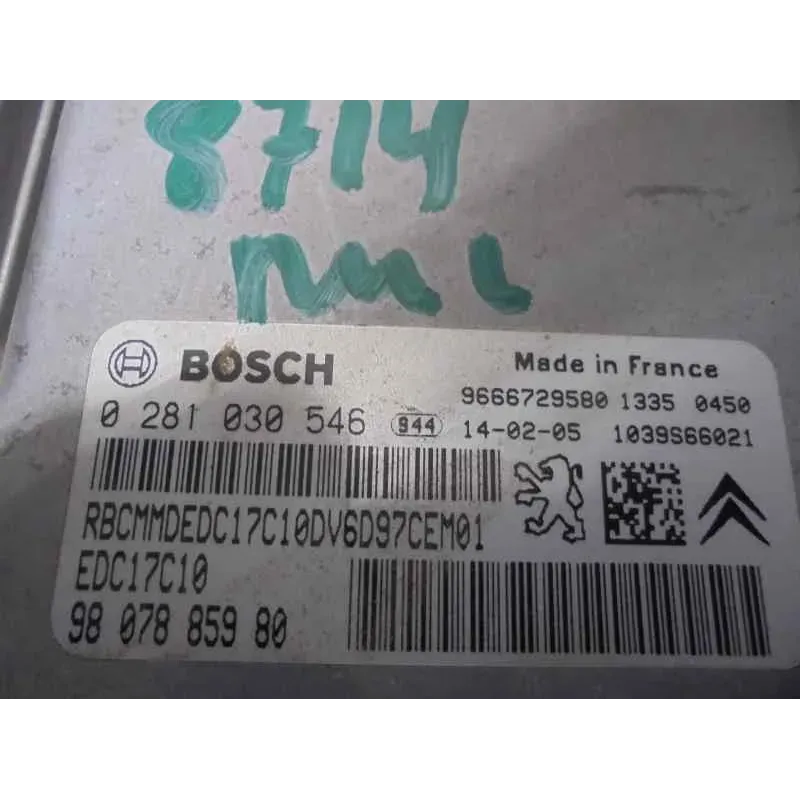 8714
BOSCH
Made in France
9666729580 1335 0450
0 281 030 546 944 14-02-05 1039S66021
RBCMMDEDC17C10DV6D97CEM01
EDC17C10
98 078 859 80